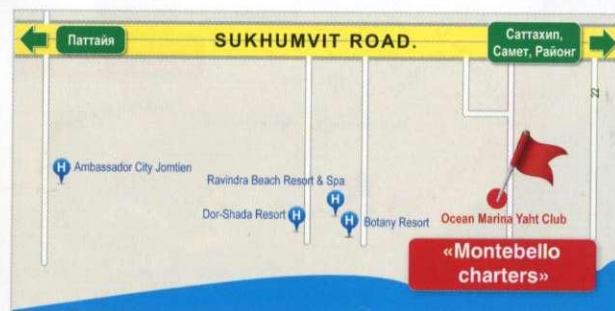 Паттайя
SUKHUMVIT ROAD.
Саттахип,
Самет, Районг
22
Ambassador City Jomtien
Ravindra Beach Resort & Spa
Dor-Shada Resort
Botany Resort
Ocean Marina Yaht Club
«Montebello
charters»
H
H
H
H